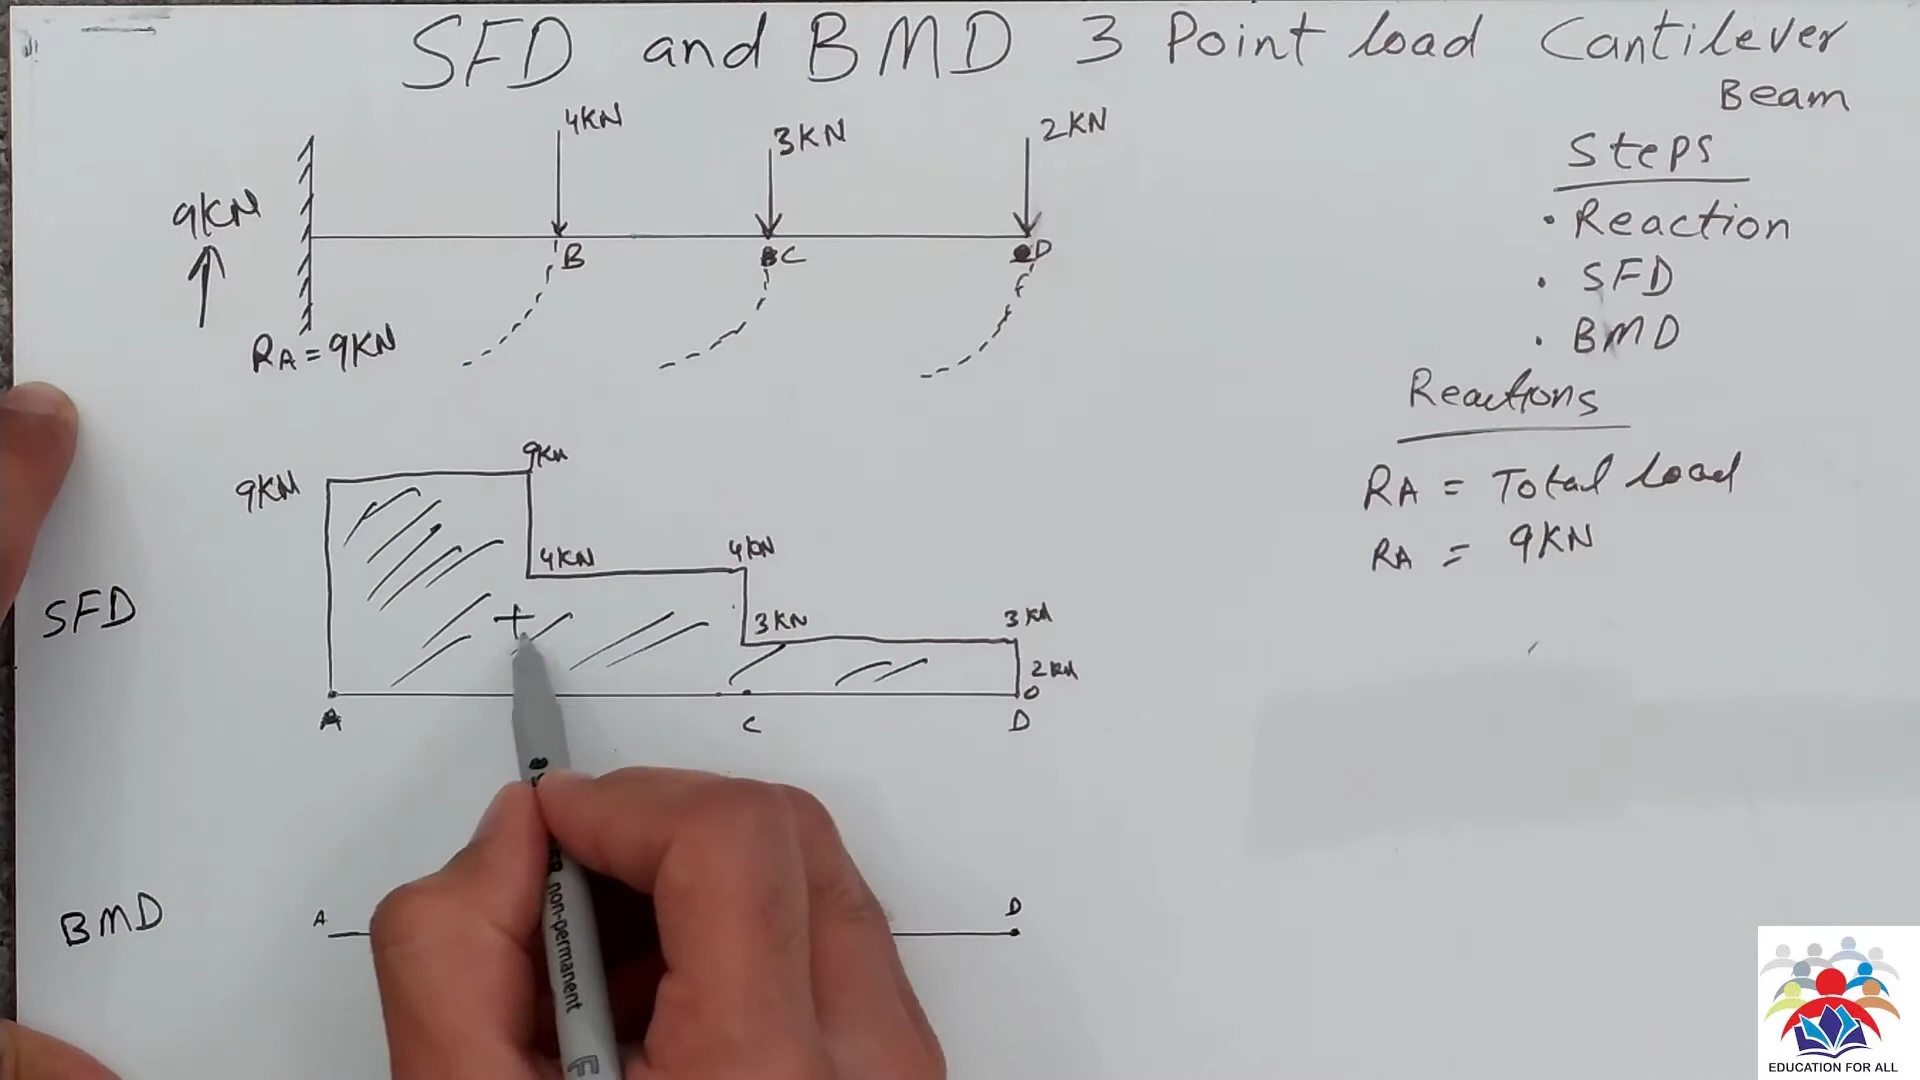 SFD and BMD 3 Point load Cantilever
Beam
4KN
3KN
2KN
9KN
B
C
D
RA = 9KN
Steps
• Reaction
• SFD
• BMD
Reactions
RA = Total load
RA = 9KN
SFD
9KN
9KN
4KN
4KN
3KN
3KN
2KN
0
A
C
D
BMD
A
D
non-permanent
F
EDUCATION FOR ALL